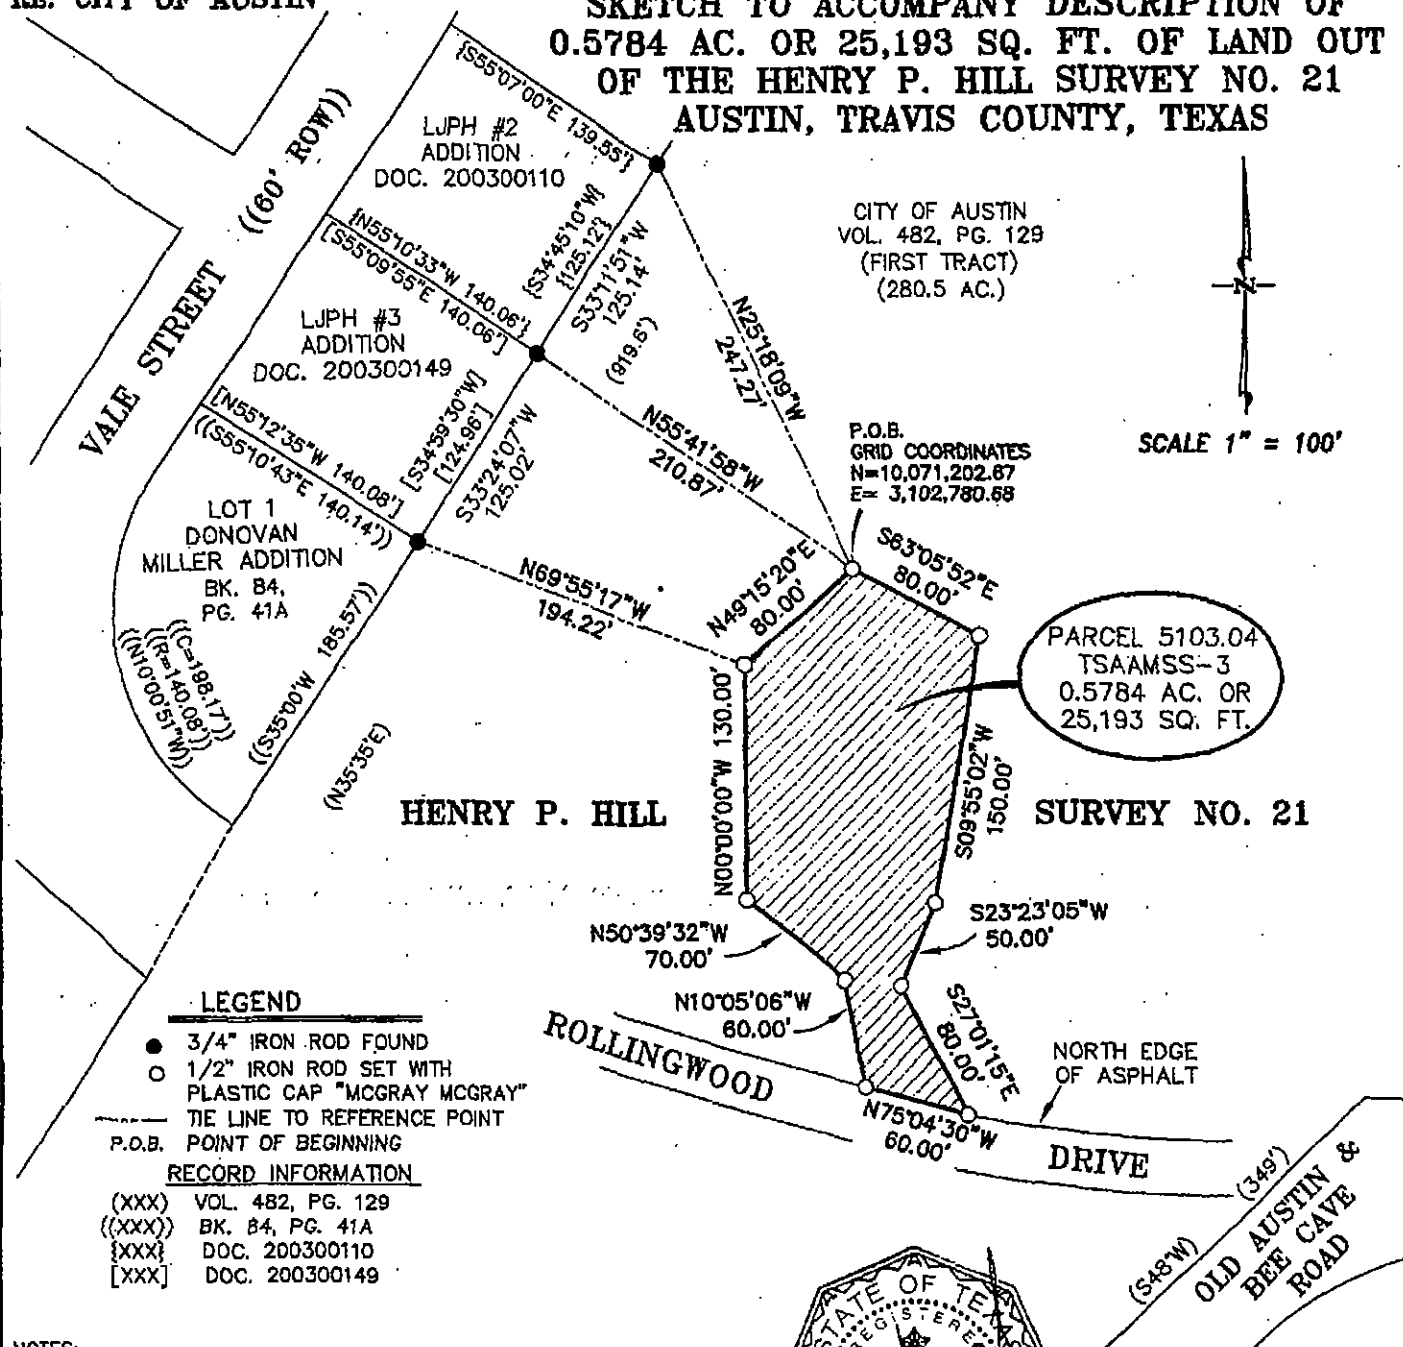 RE: CITY OF AUSTIN
SKETCH TO ACCOMPANY DESCRIPTION OF
0.5784 AC. OR 25,193 SQ. FT. OF LAND OUT
OF THE HENRY P. HILL SURVEY NO. 21
AUSTIN, TRAVIS COUNTY, TEXAS
{S55°07'00"E 139.55'}
LJPH #2
ADDITION
DOC. 200300110
VALE STREET ((60' ROW))
{N55°10'33"W 140.06'}
[S55°09'55"E 140.06']
{S34°45'10"W}
{125.12'}
S33°11'51"W
125.14'
(919.6')
CITY OF AUSTIN
VOL. 482, PG. 129
(FIRST TRACT)
(280.5 AC.)
N
SCALE 1" = 100'
LJPH #3
ADDITION
DOC. 200300149
[N55°12'35"W 140.08']
((S55°10'43"E 140.14'))
[S34°39'30"W]
[124.96']
S33°24'07"W
125.02'
N25°18'09"W
247.27'
N55°41'58"W
210.87'
N69°55'17"W
194.22'
P.O.B.
GRID COORDINATES
N=10,071,202.67
E= 3,102,780.68
LOT 1
DONOVAN
MILLER ADDITION
BK. 84,
PG. 41A
((C=198.17'))
((R=140.08'))
((N10°00'51"W))
((S35°00'W 185.57'))
(N35°35'E)
N49°15'20"E
80.00'
S63°05'52"E
80.00'
PARCEL 5103.04
TSAAMSS-3
0.5784 AC. OR
25,193 SQ. FT.
N00°00'00"W 130.00'
S09°55'02"W
150.00'
HENRY P. HILL SURVEY NO. 21
S23°23'05"W
50.00'
N50°39'32"W
70.00'
N10°05'06"W
60.00'
S27°01'15"E
80.00'
N75°04'30"W
60.00'
NORTH EDGE
OF ASPHALT
ROLLINGWOOD DRIVE
(349')
(S48°W)
OLD AUSTIN &
BEE CAVE
ROAD
LEGEND
3/4" IRON ROD FOUND
1/2" IRON ROD SET WITH
PLASTIC CAP "MCGRAY MCGRAY"
TIE LINE TO REFERENCE POINT
P.O.B. POINT OF BEGINNING
RECORD INFORMATION
(XXX) VOL. 482, PG. 129
((XXX)) BK. 84, PG. 41A
{XXX} DOC. 200300110
[XXX] DOC. 200300149
STATE OF TEXAS
REGISTERED
NOTES: